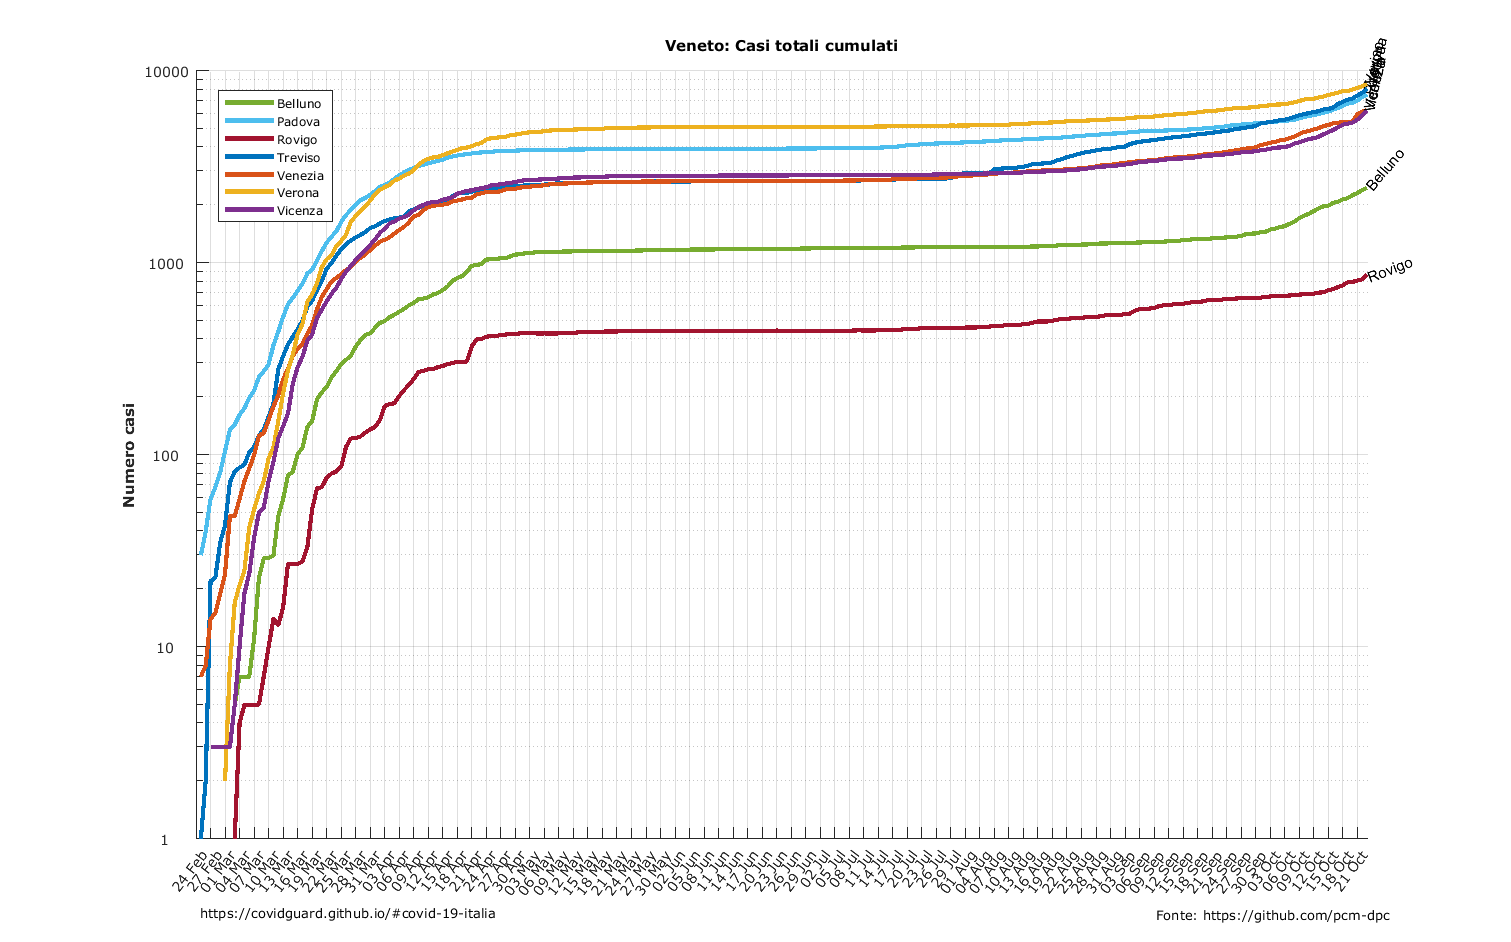 Veneto: Casi totali cumulati
10000
1000
100
10
1
Numero casi
Belluno
Padova
Rovigo
Treviso
Venezia
Verona
Vicenza
Belluno
Rovigo
24 Feb
27 Feb
01 Mar
04 Mar
07 Mar
10 Mar
13 Mar
16 Mar
19 Mar
22 Mar
25 Mar
28 Mar
31 Mar
03 Apr
06 Apr
09 Apr
12 Apr
15 Apr
18 Apr
21 Apr
24 Apr
27 Apr
30 Apr
03 May
06 May
09 May
12 May
15 May
18 May
21 May
24 May
27 May
30 May
02 Jun
05 Jun
08 Jun
11 Jun
14 Jun
17 Jun
20 Jun
23 Jun
26 Jun
29 Jun
02 Jul
05 Jul
08 Jul
11 Jul
14 Jul
17 Jul
20 Jul
23 Jul
26 Jul
29 Jul
01 Aug
04 Aug
07 Aug
10 Aug
13 Aug
16 Aug
19 Aug
22 Aug
25 Aug
28 Aug
31 Aug
03 Sep
06 Sep
09 Sep
12 Sep
15 Sep
18 Sep
21 Sep
24 Sep
27 Sep
30 Sep
03 Oct
06 Oct
09 Oct
12 Oct
15 Oct
18 Oct
21 Oct
https://covidguard.github.io/#covid-19-italia
Fonte: https://github.com/pcm-dpc